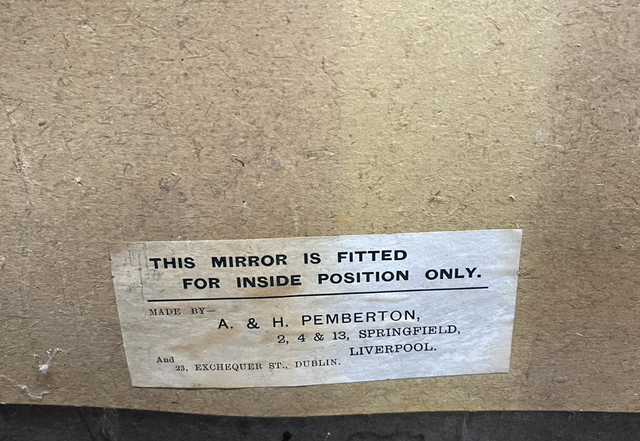 THIS MIRROR IS FITTED
FOR INSIDE POSITION ONLY.
MADE BY—
A. & H. PEMBERTON,
2, 4 & 13, SPRINGFIELD,
LIVERPOOL.
And
23, EXCHEQUER ST., DUBLIN.